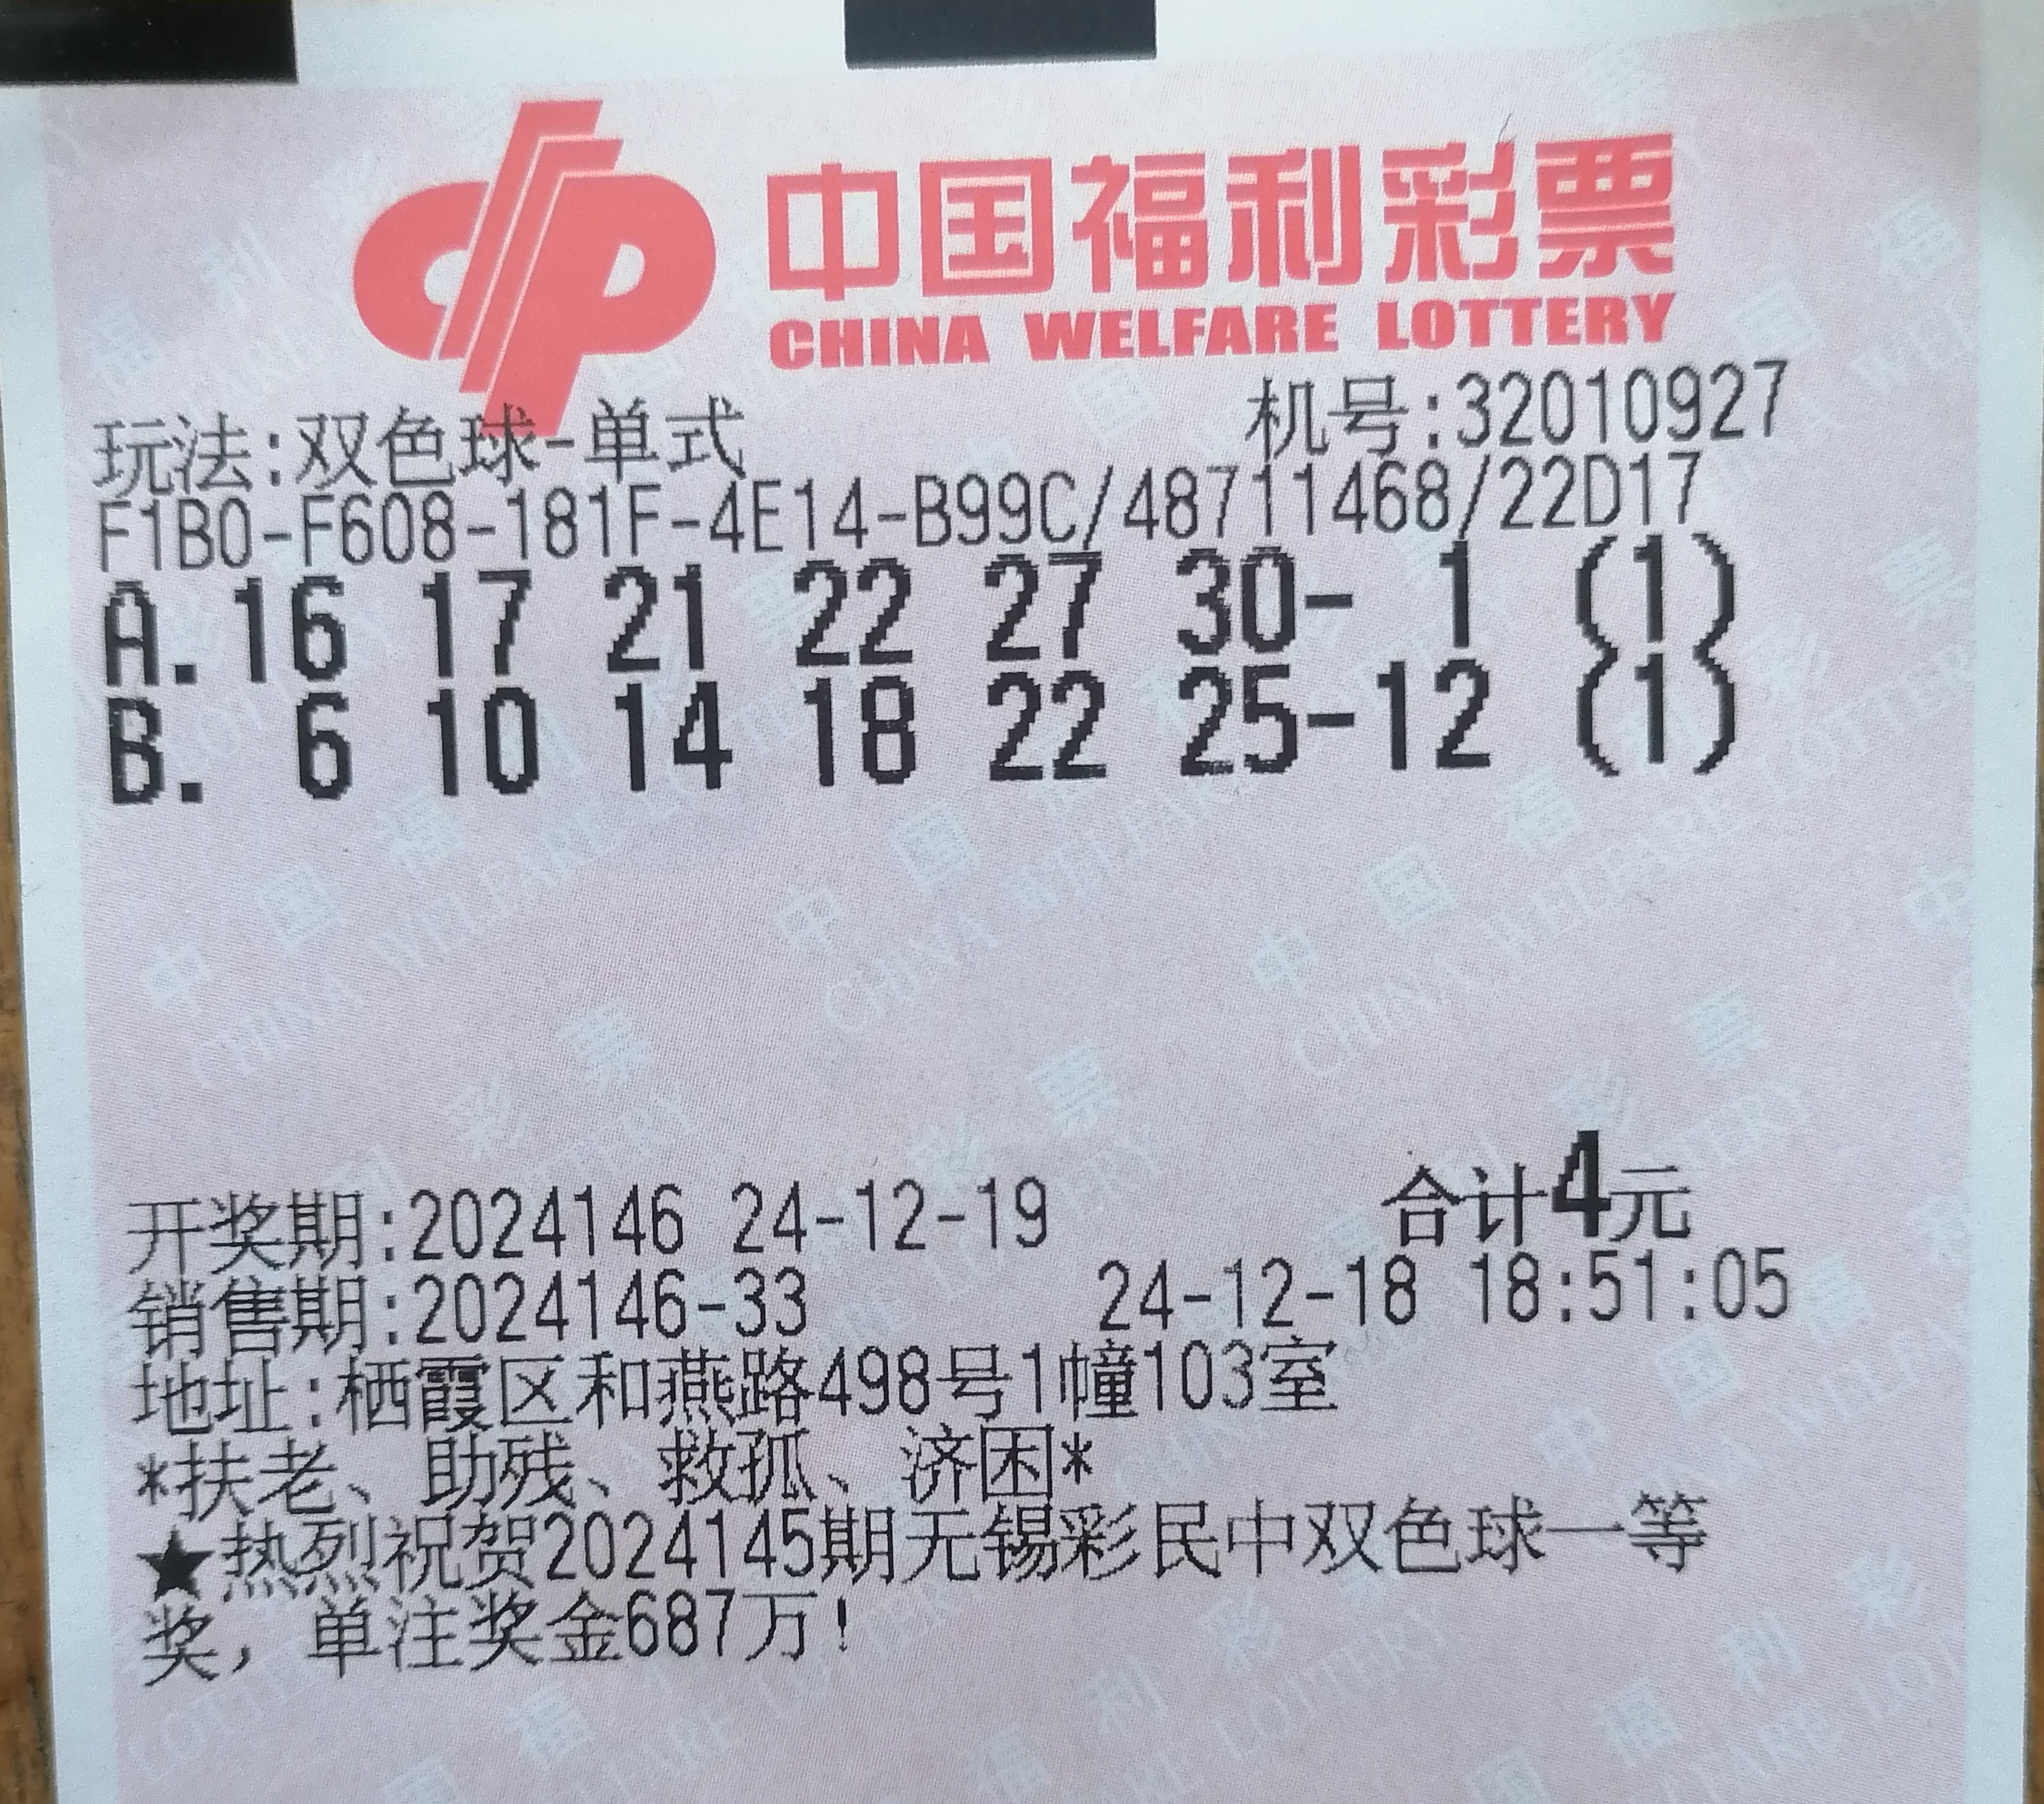 中国福利彩票
CHINA WELFARE LOTTERY
玩法:双色球-单式 机号:32010927
F1B0-F608-181F-4E14-B99C/48711468/22D17
A.16 17 21 22 27 30- 1 (1)
B. 6 10 14 18 22 25-12 (1)
开奖期:2024146 24-12-19 合计4元
销售期:2024146-33 24-12-18 18:51:05
地址:栖霞区和燕路498号1幢103室
*扶老、助残、救孤、济困*
★热烈祝贺2024145期无锡彩民中双色球一等
奖,单注奖金687万!